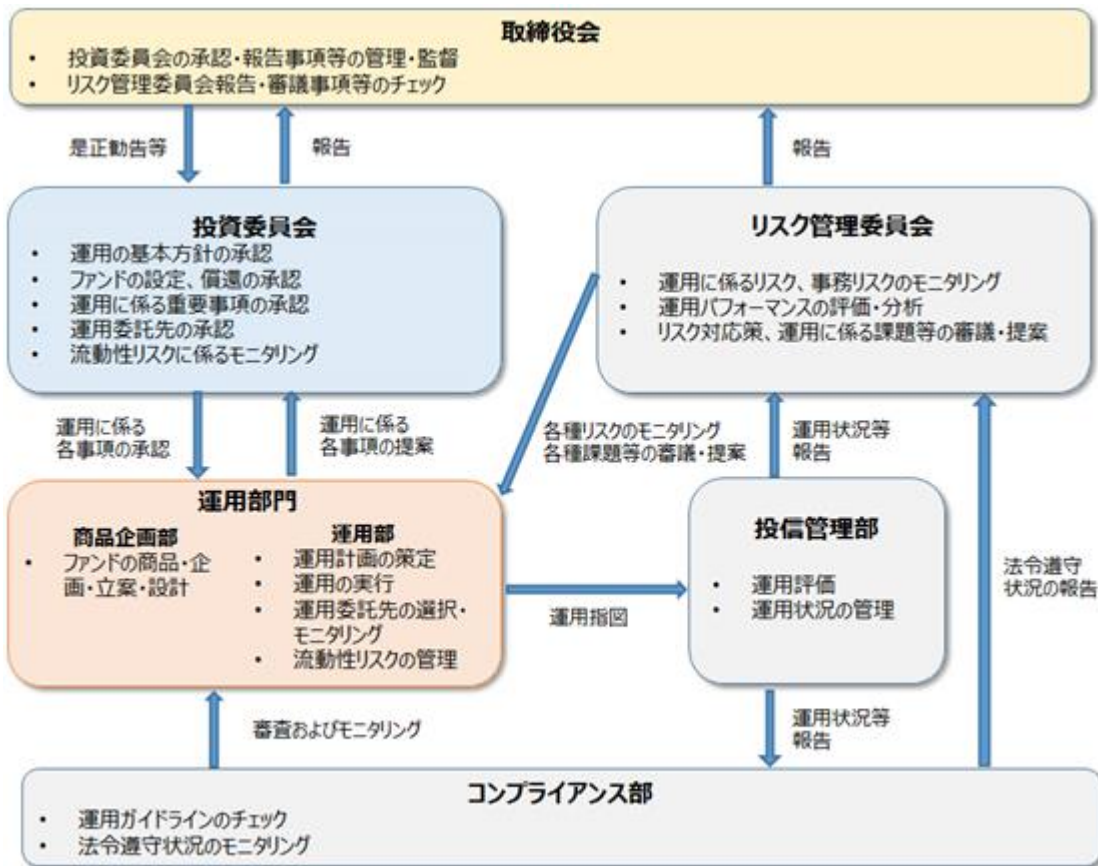 取締役会
• 投資委員会の承認・報告事項等の管理・監督
• リスク管理委員会報告・審議事項等のチェック
是正勧告等
報告
報告
投資委員会
• 運用の基本方針の承認
• ファンドの設定、償還の承認
• 運用に係る重要事項の承認
• 運用委託先の承認
• 流動性リスクに係るモニタリング
リスク管理委員会
• 運用に係るリスク、事務リスクのモニタリング
• 運用パフォーマンスの評価・分析
• リスク対応策、運用に係る課題等の審議・提案
運用に係る
各事項の承認
運用に係る
各事項の提案
各種リスクのモニタリング
各種課題等の審議・提案
運用状況等
報告
法令遵守
状況の報告
運用部門
商品企画部
• ファンドの商品・企
画・立案・設計
運用部
• 運用計画の策定
• 運用の実行
• 運用委託先の選択・
モニタリング
• 流動性リスクの管理
運用指図
投信管理部
• 運用評価
• 運用状況の管理
審査およびモニタリング
運用状況等
報告
コンプライアンス部
• 運用ガイドラインのチェック
• 法令遵守状況のモニタリング